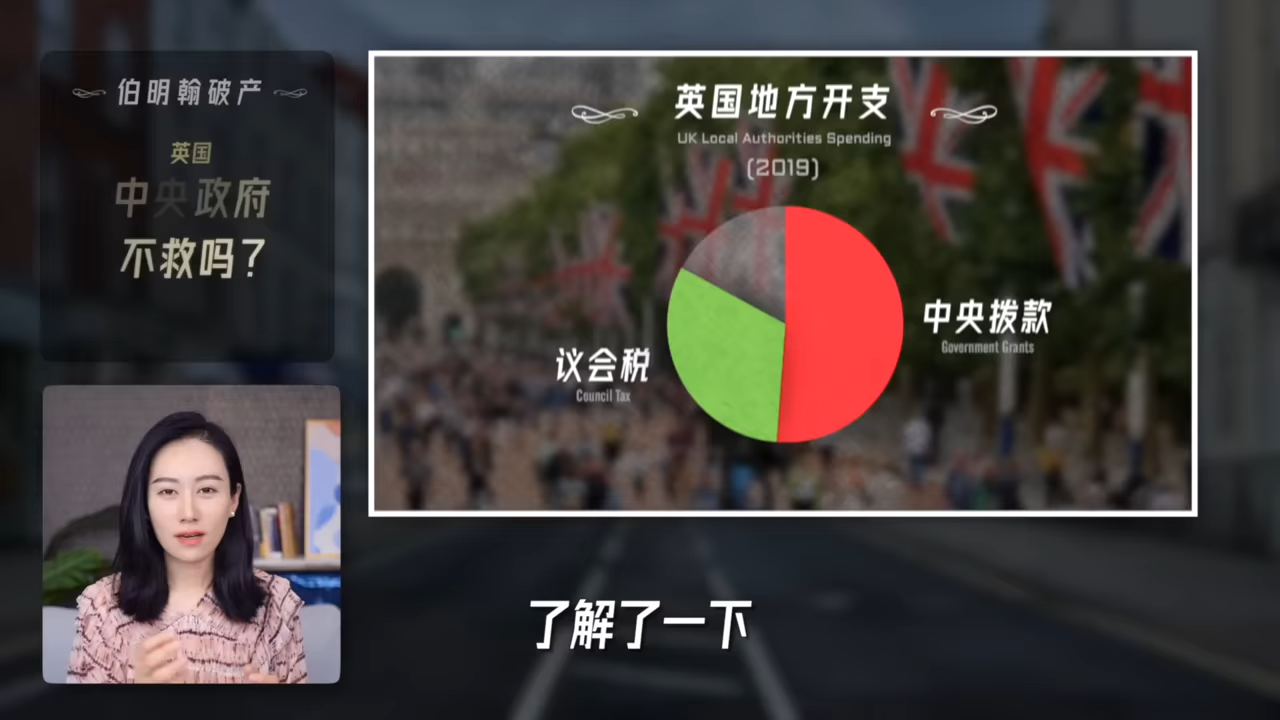 伯明翰破产
英国
中央政府
不救吗?
英国地方开支
UK Local Authorities Spending
(2019)
中央拨款
Government Grants
议会税
Council Tax
了解了一下